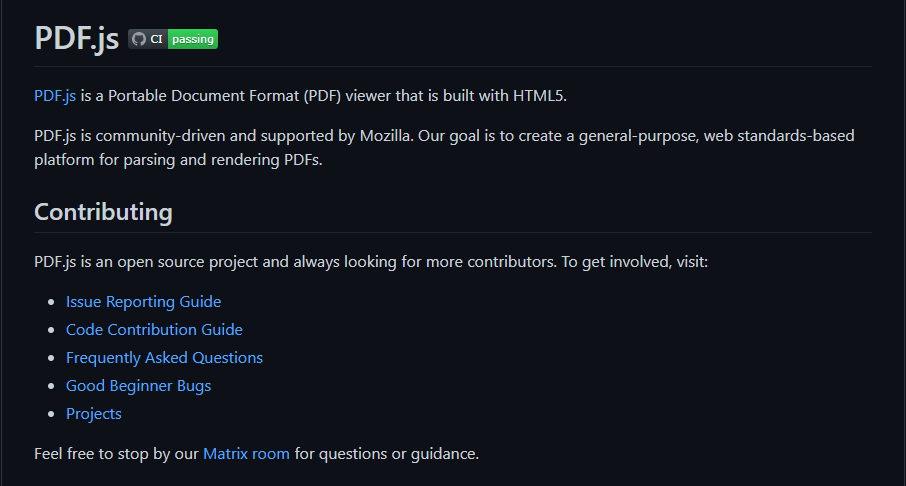 PDF.js CI passing
PDF.js is a Portable Document Format (PDF) viewer that is built with HTML5.
PDF.js is community-driven and supported by Mozilla. Our goal is to create a general-purpose, web standards-based
platform for parsing and rendering PDFs.
Contributing
PDF.js is an open source project and always looking for more contributors. To get involved, visit:
Issue Reporting Guide
Code Contribution Guide
Frequently Asked Questions
Good Beginner Bugs
Projects
Feel free to stop by our Matrix room for questions or guidance.